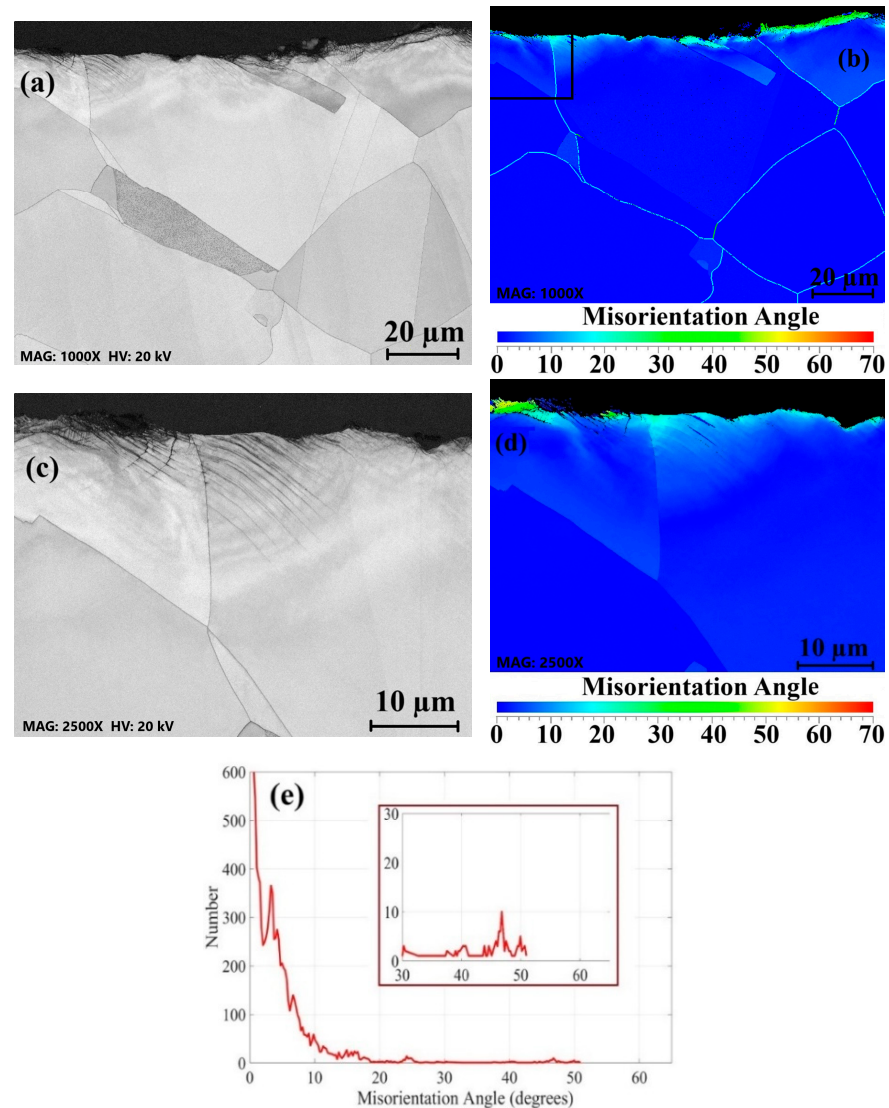 (a)
20 µm
MAG: 1000X HV: 20 kV
(b)
20 µm
MAG: 1000X
Misorientation Angle
0 10 20 30 40 50 60 70
(c)
10 µm
MAG: 2500X HV: 20 kV
(d)
10 µm
MAG: 2500X
Misorientation Angle
0 10 20 30 40 50 60 70
(e)
600
500
400
300
200
100
0
Number
0 10 20 30 40 50 60
Misorientation Angle (degrees)
30
20
10
0
30 40 50 60